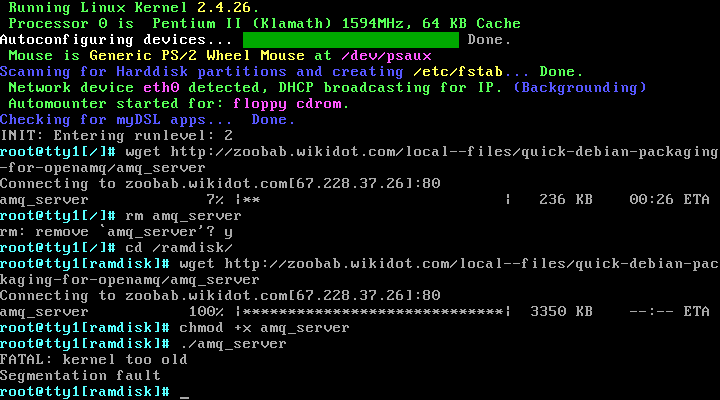 Running Linux Kernel 2.4.26.
Processor 0 is  Pentium II (Klamath) 1594MHz, 64 KB Cache
Autoconfiguring devices... Done.
Mouse is Generic PS/2 Wheel Mouse at /dev/psaux
Scanning for Harddisk partitions and creating /etc/fstab... Done.
Network device eth0 detected, DHCP broadcasting for IP. (Backgrounding)
Automounter started for: floppy cdrom.
Checking for myDSL apps...  Done.
INIT: Entering runlevel: 2
root@tty1[/]# wget http://zoobab.wikidot.com/local--files/quick-debian-packaging
-for-openamq/amq_server
Connecting to zoobab.wikidot.com[67.228.37.26]:80
amq_server           7% |**                             |   236 KB    00:26 ETA
root@tty1[/]# rm amq_server
rm: remove `amq_server'? y
root@tty1[/]# cd /ramdisk/
root@tty1[ramdisk]# wget http://zoobab.wikidot.com/local--files/quick-debian-pac
kaging-for-openamq/amq_server
Connecting to zoobab.wikidot.com[67.228.37.26]:80
amq_server         100% |*****************************|  3350 KB    --:-- ETA
root@tty1[ramdisk]# chmod +x amq_server
root@tty1[ramdisk]# ./amq_server
FATAL: kernel too old
Segmentation fault
root@tty1[ramdisk]# _